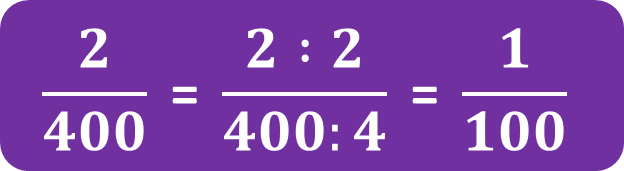 2/400 = 2 : 2/400: 4 = 1/100